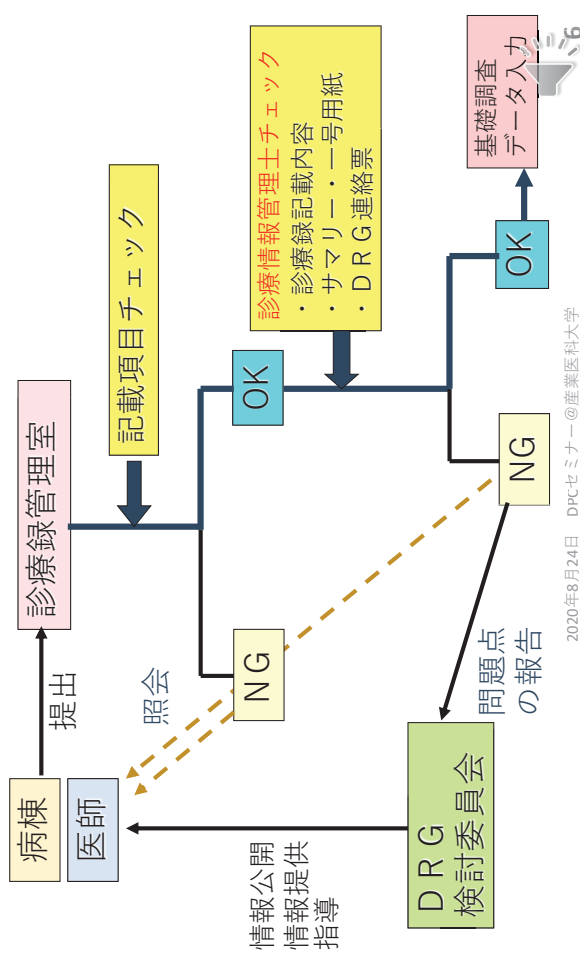 病棟
医師
提出
診療録管理室
記載項目チェック
照会
NG
OK
診療情報管理士チェック
・診療録記載内容
・サマリー・一号用紙
・DRG連絡票
情報公開
情報提供
指導
DRG
検討委員会
問題点
の報告
NG
OK
基礎調査
データ入力
2020年8月24日 DPCセミナー@産業医科大学
6